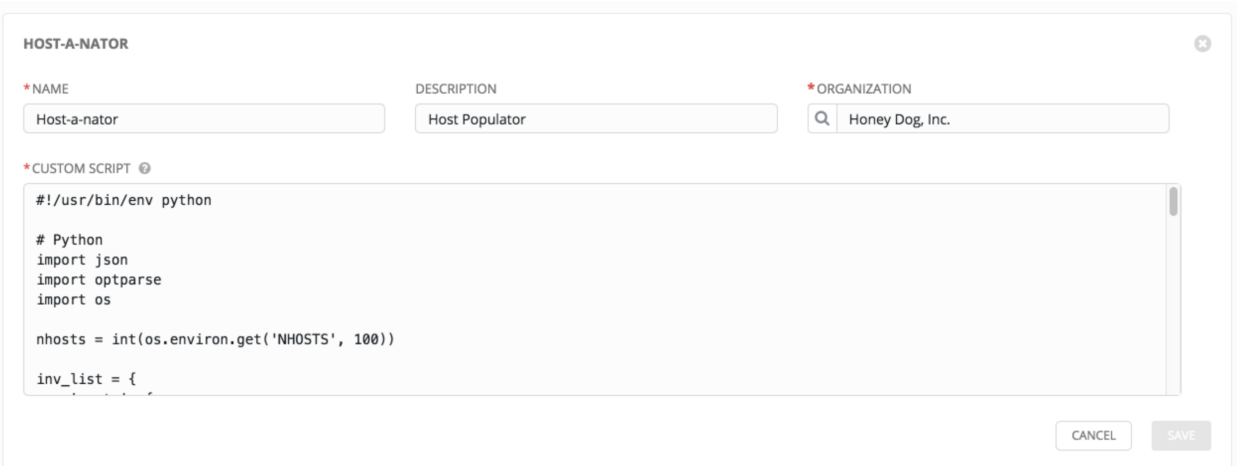 HOST-A-NATOR
*NAME
DESCRIPTION
*ORGANIZATION
Host-a-nator
Host Populator
Honey Dog, Inc.
*CUSTOM SCRIPT
#!/usr/bin/env python
# Python
import json
import optparse
import os
nhosts = int(os.environ.get('NHOSTS', 100))
inv_list = {
CANCEL
SAVE